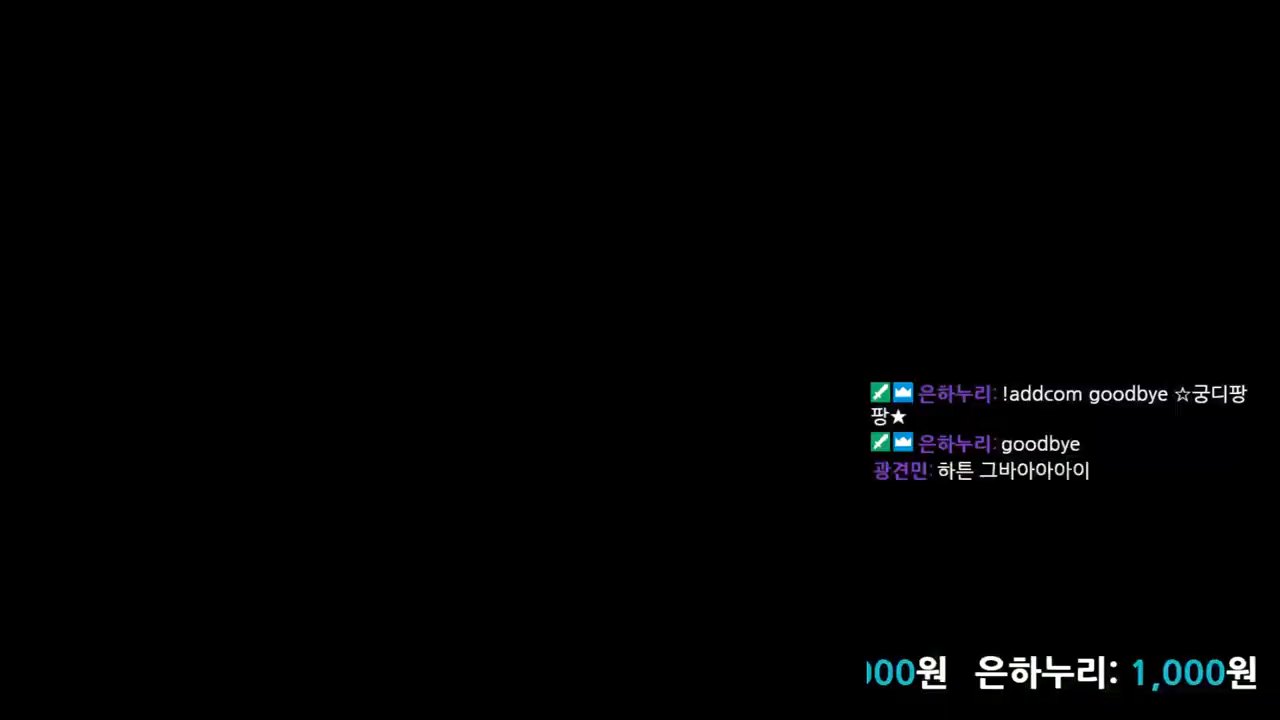 은하누리: !addcom goodbye ☆궁디팡
팡★
은하누리: goodbye
광견민: 하튼 그바아아아이
00원 은하누리: 1,000원